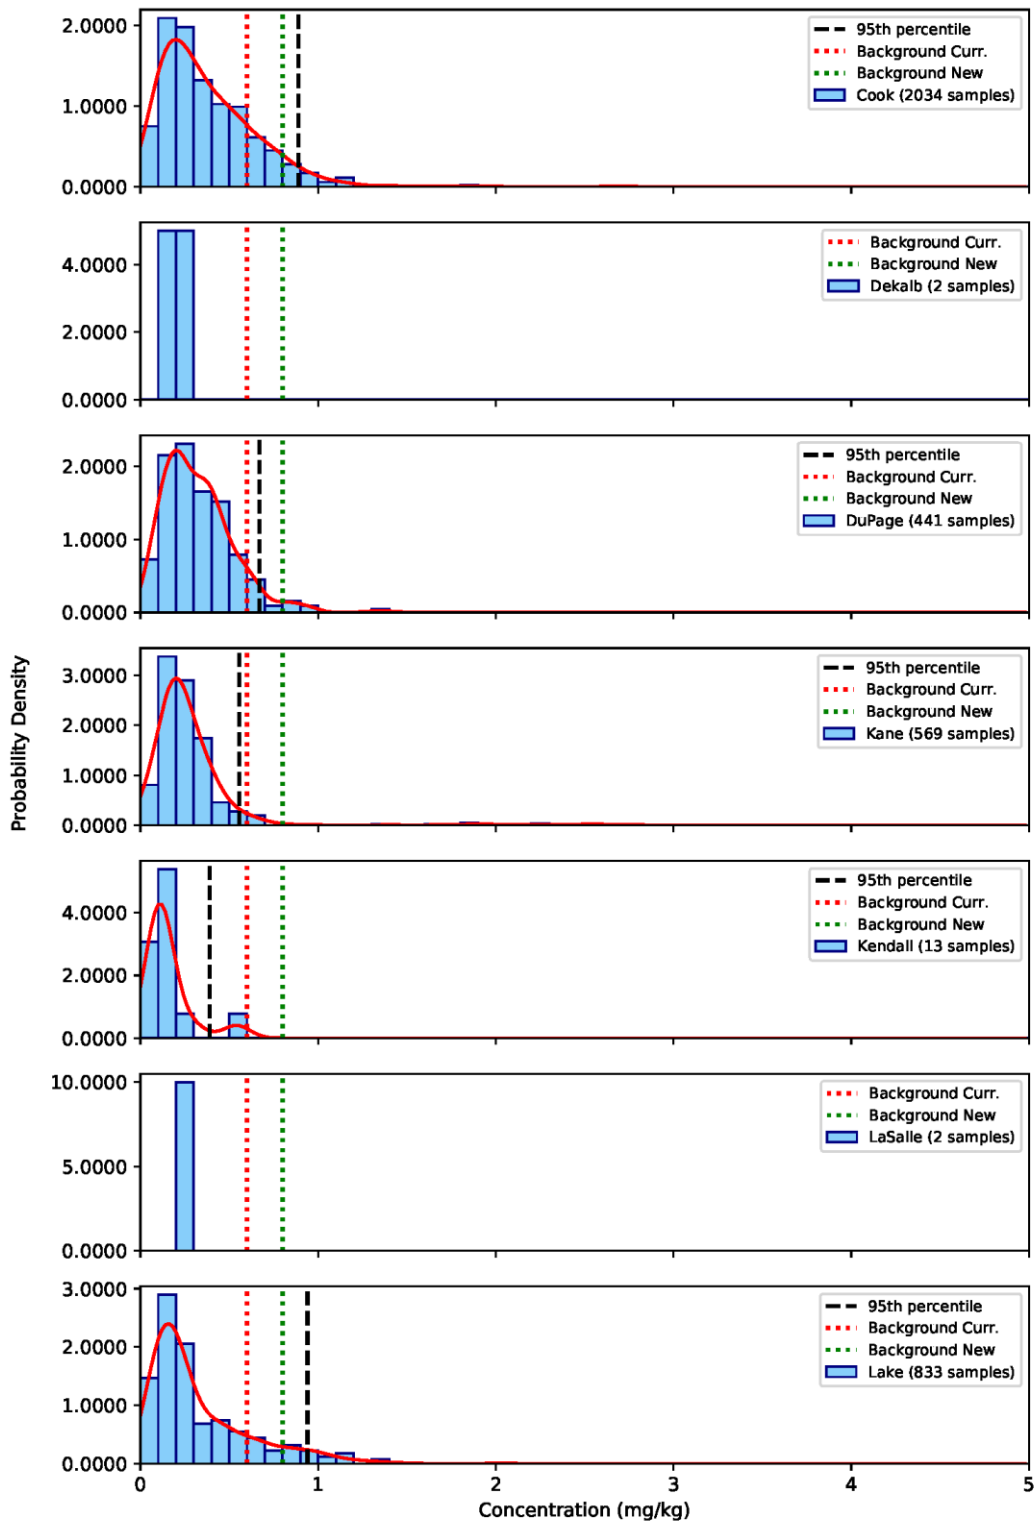 2.0000
1.0000
0.0000
95th percentile
Background Curr.
Background New
Cook (2034 samples)
4.0000
2.0000
0.0000
Background Curr.
Background New
Dekalb (2 samples)
2.0000
1.0000
0.0000
95th percentile
Background Curr.
Background New
DuPage (441 samples)
Probability Density
3.0000
2.0000
1.0000
0.0000
95th percentile
Background Curr.
Background New
Kane (569 samples)
4.0000
2.0000
0.0000
95th percentile
Background Curr.
Background New
Kendall (13 samples)
10.0000
5.0000
0.0000
Background Curr.
Background New
LaSalle (2 samples)
3.0000
2.0000
1.0000
0.0000
95th percentile
Background Curr.
Background New
Lake (833 samples)
0 1 2 3 4 5
Concentration (mg/kg)